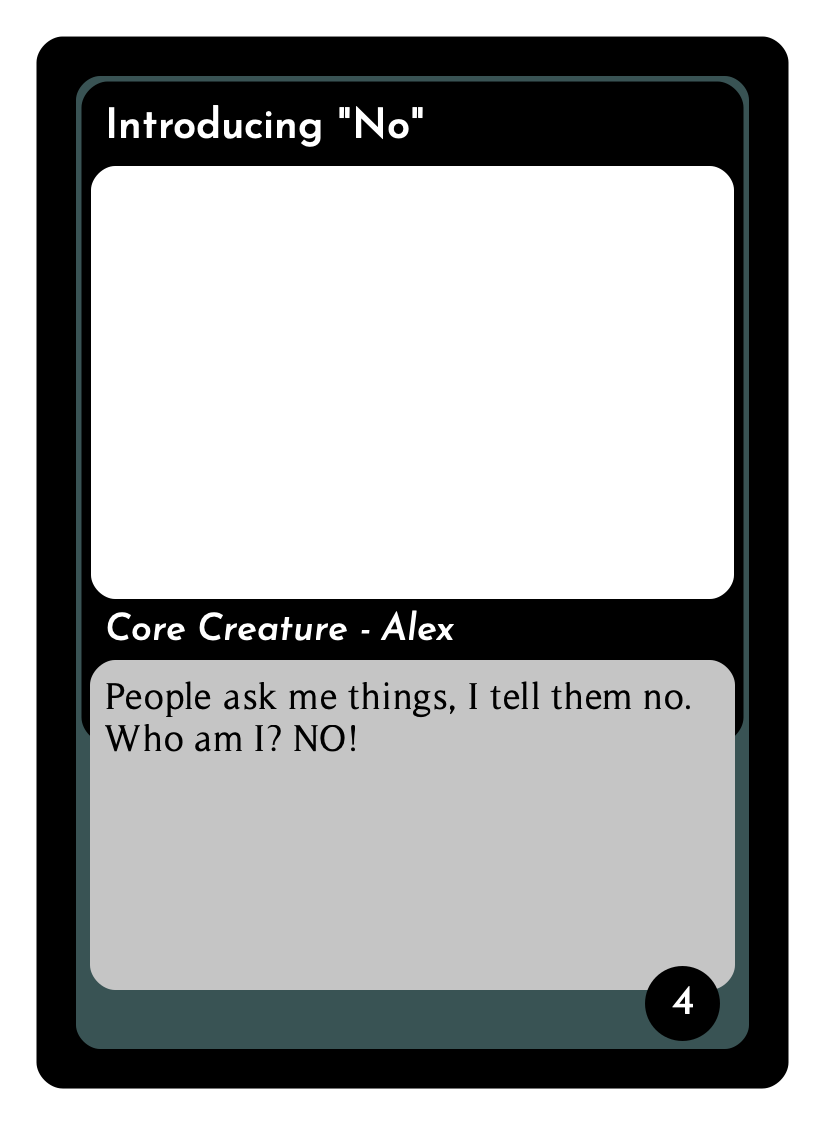 Introducing "No"
Core Creature - Alex
People ask me things, I tell them no.
Who am I? NO!
4